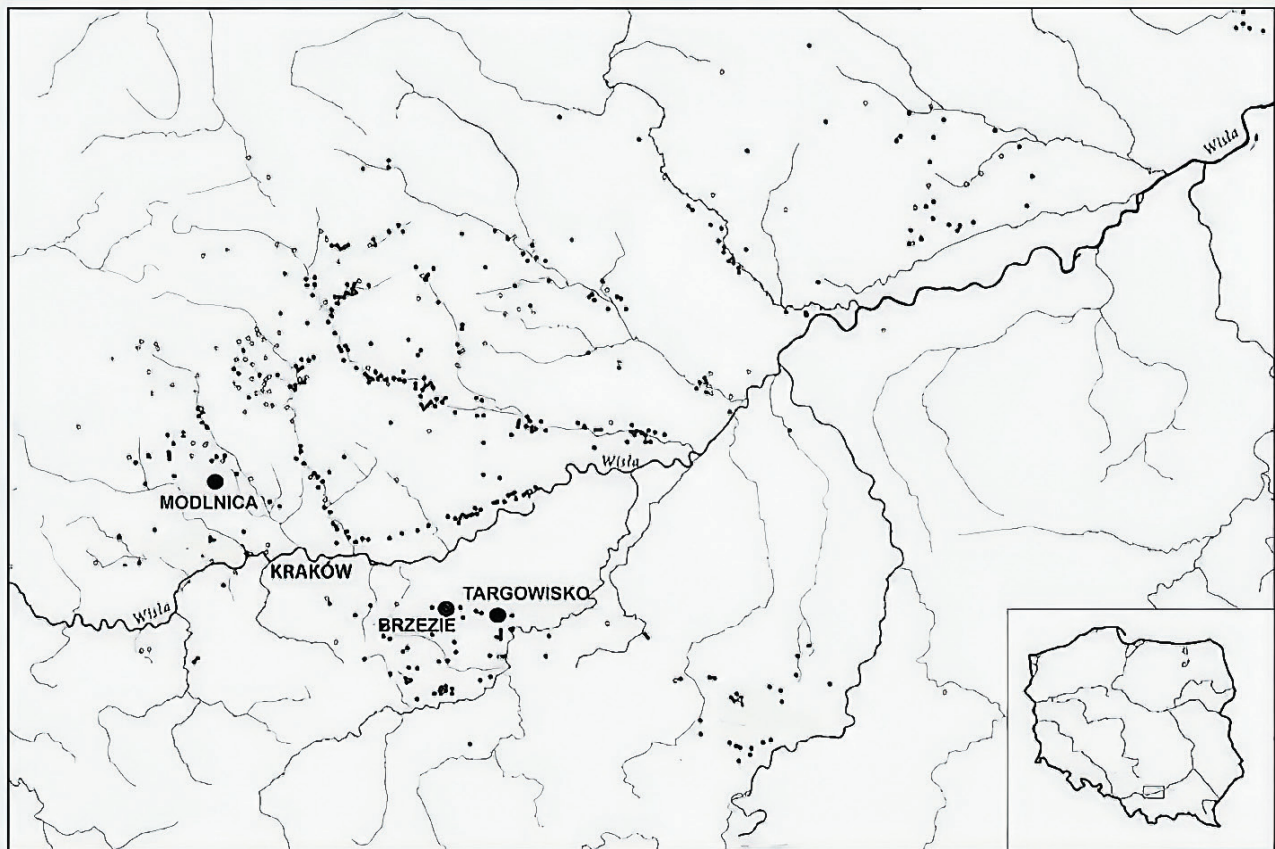 Wisła
Wisła
MODLNICA
KRAKÓW
TARGOWISKO
BRZEZIE
Wisła